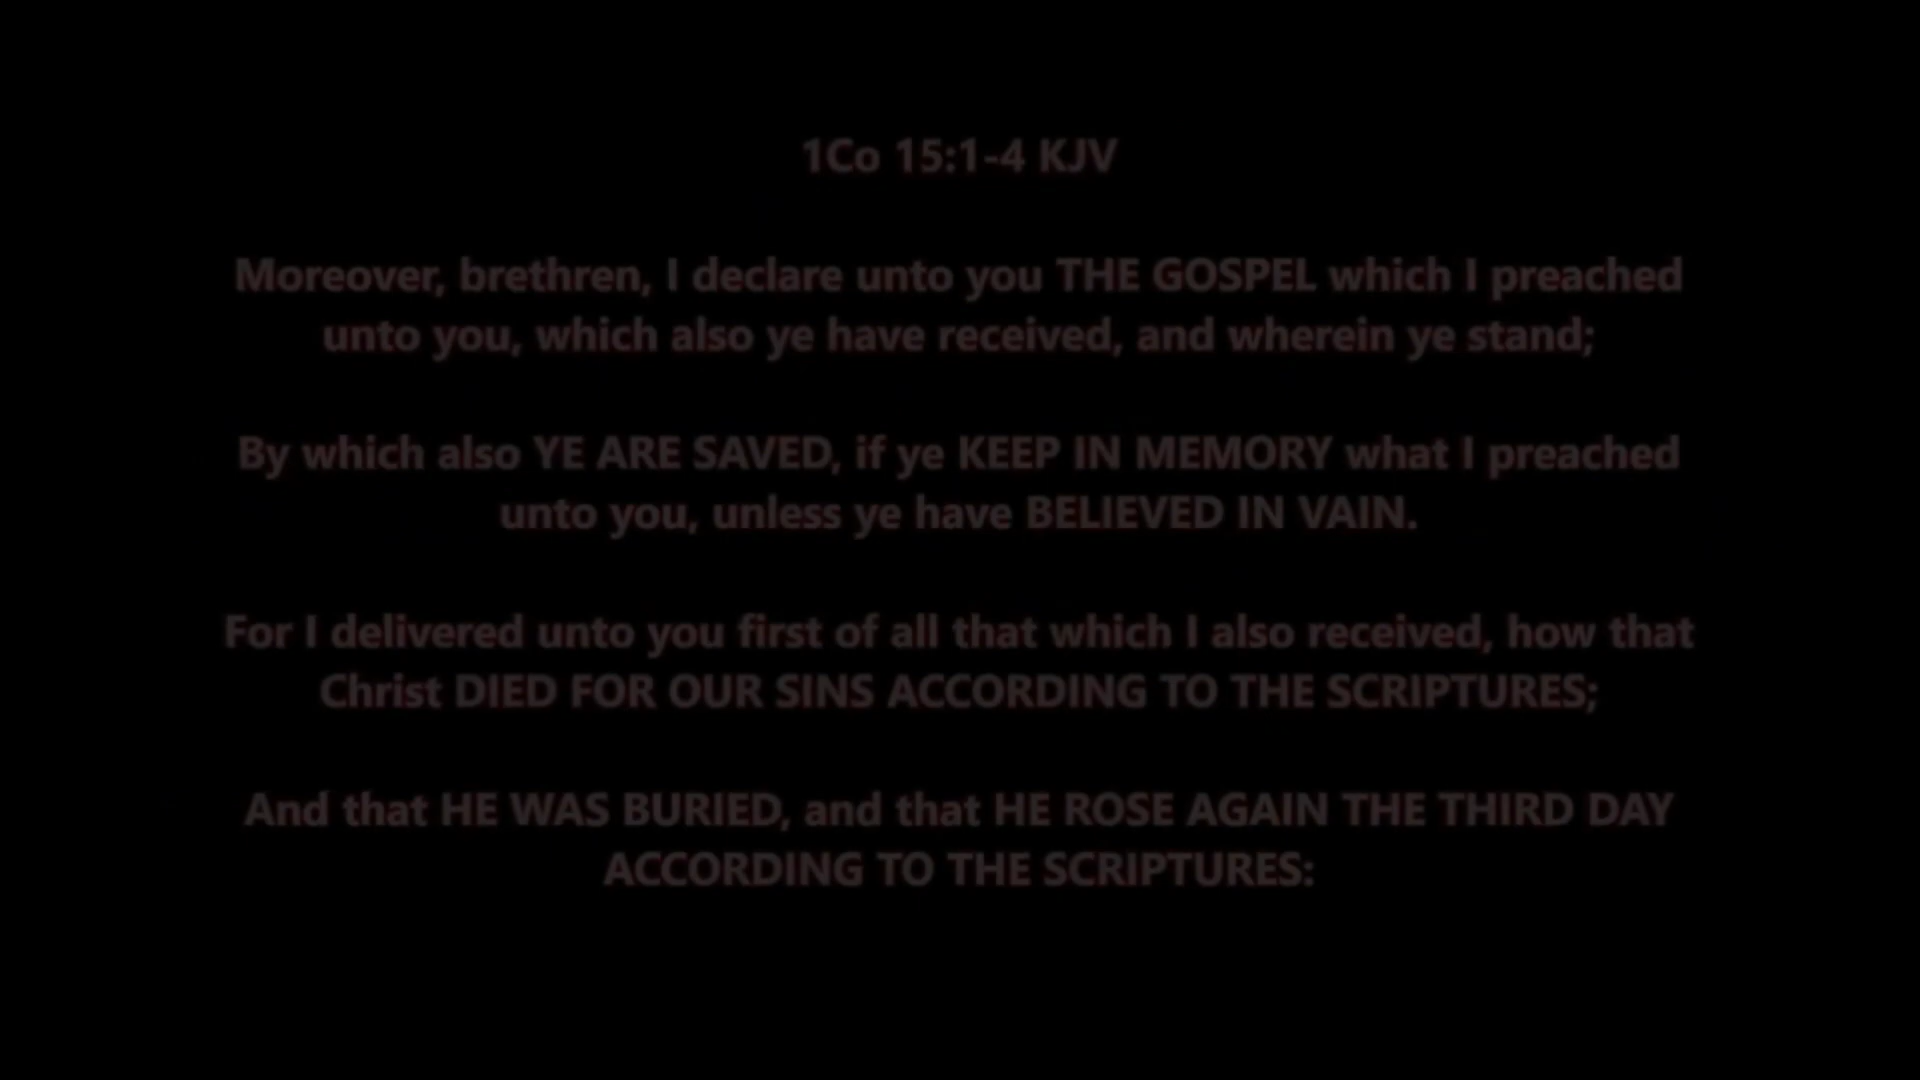 1Co 15:1-4 KJV
Moreover, brethren, I declare unto you THE GOSPEL which I preached
unto you, which also ye have received, and wherein ye stand;
By which also YE ARE SAVED, if ye KEEP IN MEMORY what I preached
unto you, unless ye have BELIEVED IN VAIN.
For I delivered unto you first of all that which I also received, how that
Christ DIED FOR OUR SINS ACCORDING TO THE SCRIPTURES;
And that HE WAS BURIED, and that HE ROSE AGAIN THE THIRD DAY
ACCORDING TO THE SCRIPTURES: